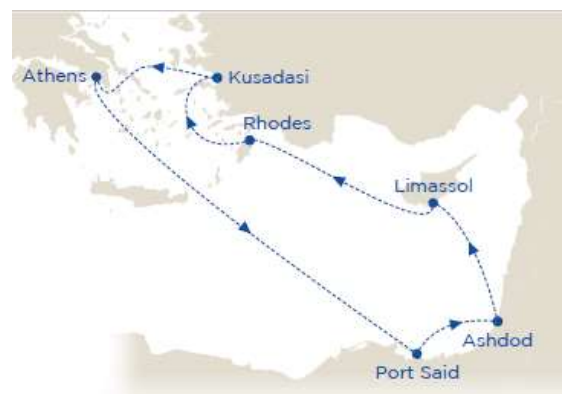 Athens
Kusadasi
Rhodes
Limassol
Ashdod
Port Said